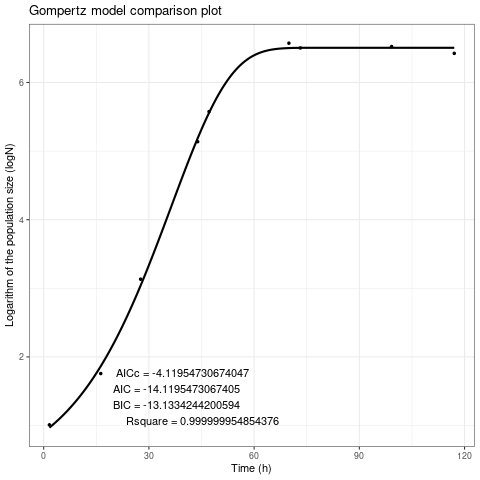 Gompertz model comparison plot
Logarithm of the population size (logN)
6
4
2
AICc = -4.11954730674047
AIC = -14.1195473067405
BIC = -13.1334244200594
Rsquare = 0.999999954854376
0 30 60 90 120
Time (h)